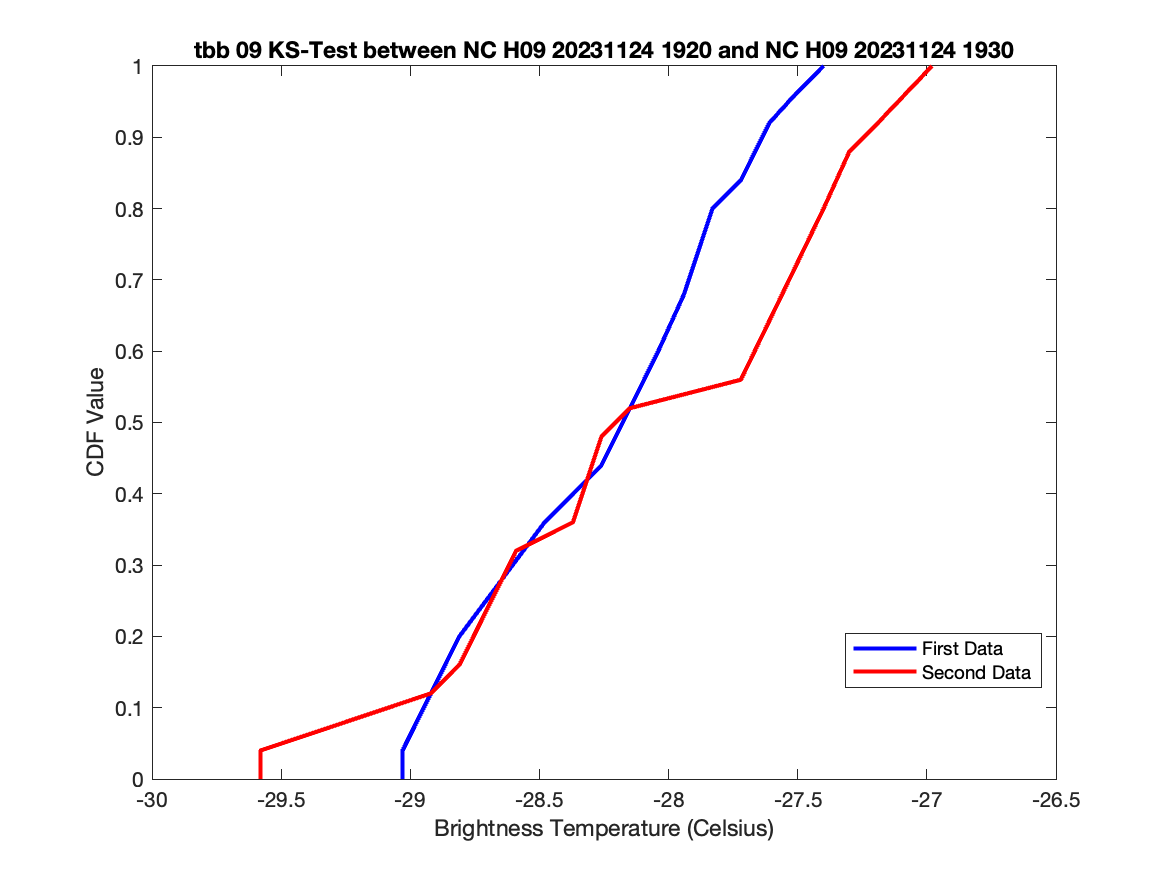 tbb 09 KS-Test between NC H09 20231124 1920 and NC H09 20231124 1930
1
0.9
0.8
0.7
0.6
0.5
0.4
0.3
0.2
0.1
0
CDF Value
First Data
Second Data
-30 -29.5 -29 -28.5 -28 -27.5 -27 -26.5
Brightness Temperature (Celsius)